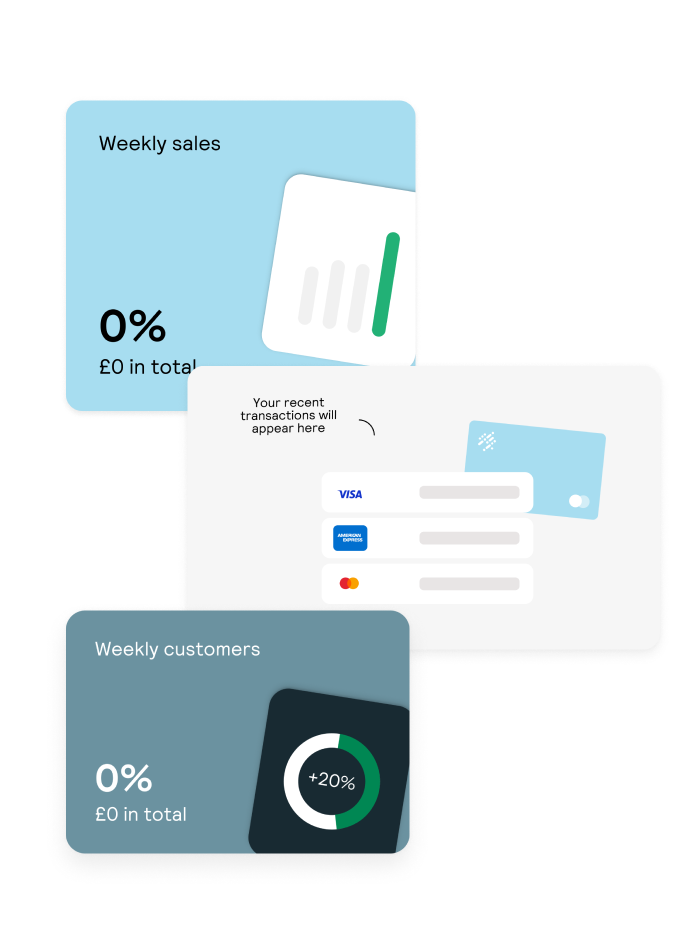 Weekly sales
0%
£0 in total
Your recent
transactions will
appear here
VISA
AMERICAN
EXPRESS
Weekly customers
0%
£0 in total
+20%